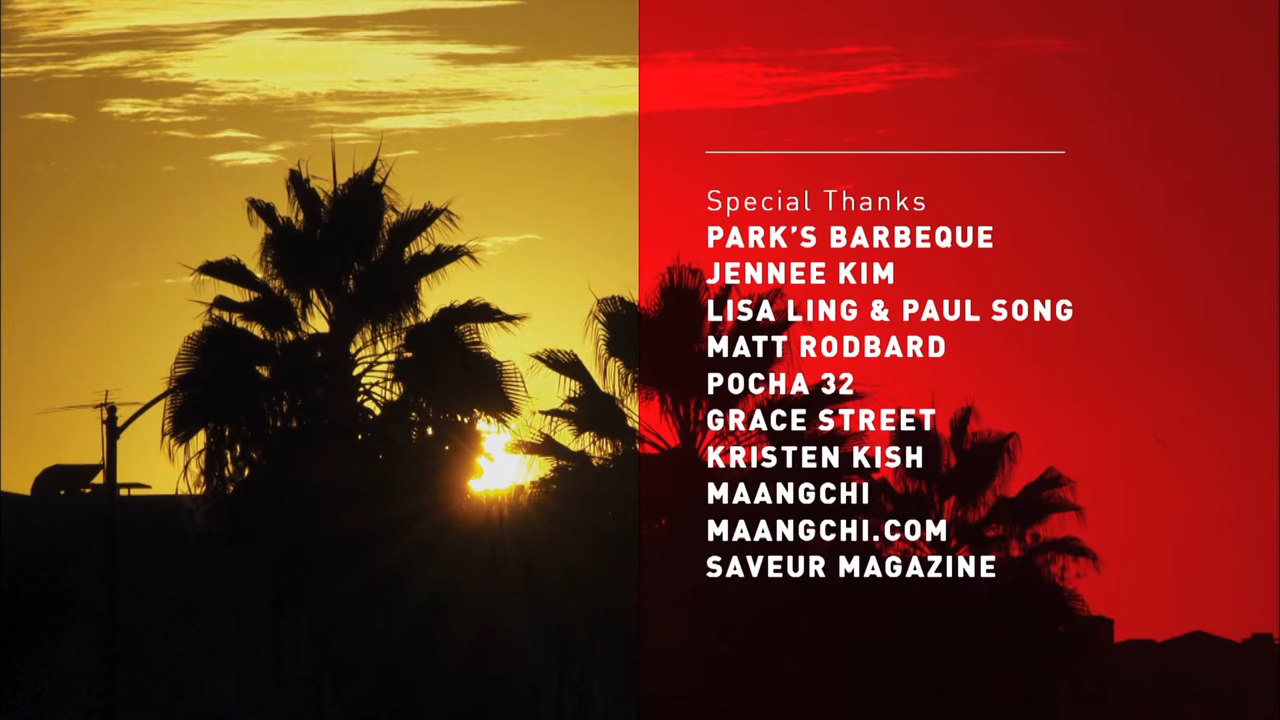 Special Thanks
PARK'S BARBEQUE
JENNEE KIM
LISA LING & PAUL SONG
MATT RODBARD
POCHA 32
GRACE STREET
KRISTEN KISH
MAANGCHI
MAANGCHI.COM
SAVEUR MAGAZINE